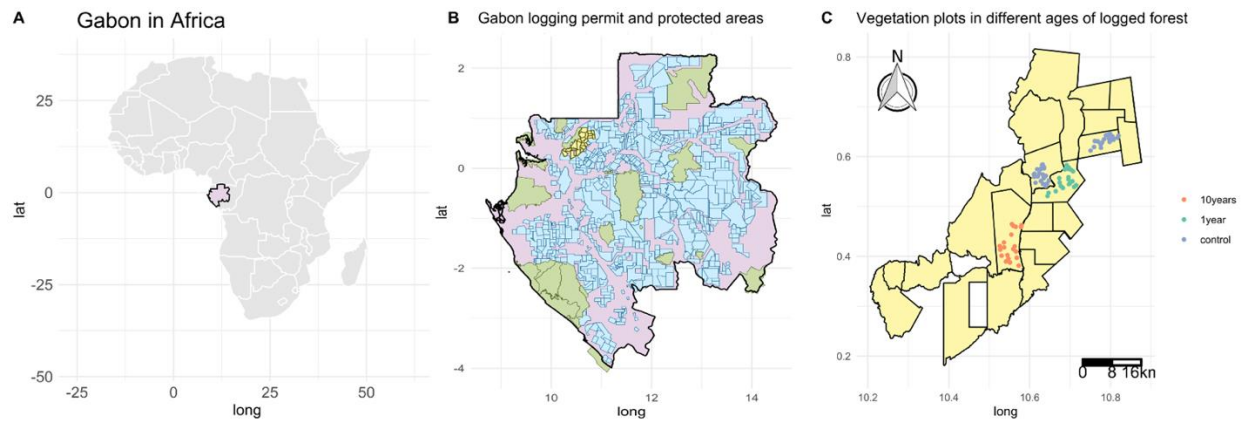 A Gabon in Africa
25
0
-25
-50
lat
-25 0 25 50
long
B Gabon logging permit and protected areas
2
0
-2
-4
lat
10 12 14
long
C Vegetation plots in different ages of logged forest
0.8
0.6
0.4
0.2
lat
N
0 8 16kn
10.2 10.4 10.6 10.8
long
10years
1year
control